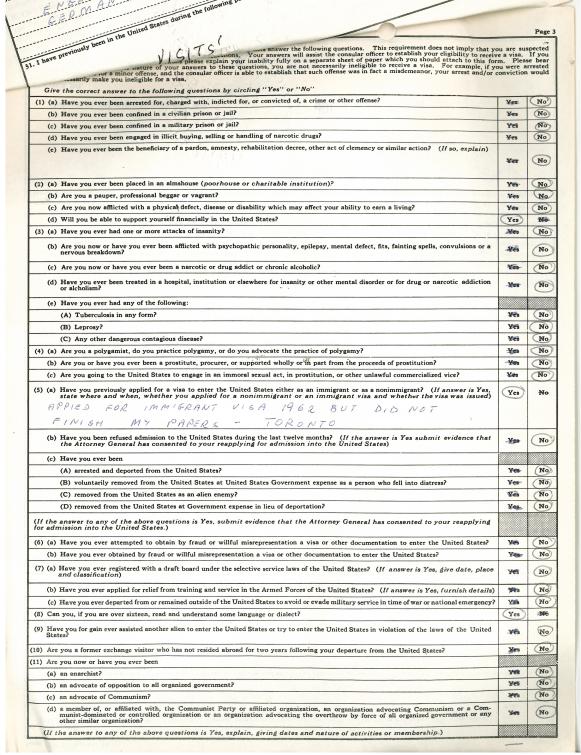 ENG
GERMAN
51. I have previously been in the United States during the following p
VISITS
Page 3
answer the following questions. This requirement does not imply that you are suspected
sions. Your answers will assist the consular officer to establish your eligibility to receive a visa. If you
please explain your inability fully on a separate sheet of paper which you should attach to this form. Please bear
nature of your answers to these questions, you are not necessarily ineligible to receive a visa. For example, if you were arrested
or a minor offense, and the consular officer is able to establish that such offense was in fact a misdemeanor, your arrest and/or conviction would
ssarily make you ineligible for a visa.
Give the correct answer to the following questions by circling "Yes" or "No"
(1) (a) Have you ever been arrested for, charged with, indicted for, or convicted of, a crime or other offense? Yes No
(b) Have you ever been confined in a civilian prison or jail? Yes No
(c) Have you ever been confined in a military prison or jail? Yes No
(d) Have you ever been engaged in illicit buying, selling or handling of narcotic drugs? Yes No
(e) Have you ever been the beneficiary of a pardon, amnesty, rehabilitation decree, other act of clemency or similar action? (If so, explain) Yes No
(2) (a) Have you ever been placed in an almshouse (poorhouse or charitable institution)? Yes No
(b) Are you a pauper, professional beggar or vagrant? Yes No
(c) Are you now afflicted with a physical defect, disease or disability which may affect your ability to earn a living? Yes No
(d) Will you be able to support yourself financially in the United States? Yes No
(3) (a) Have you ever had one or more attacks of insanity? Yes No
(b) Are you now or have you ever been afflicted with psychopathic personality, epilepsy, mental defect, fits, fainting spells, convulsions or a
nervous breakdown? Yes No
(c) Are you now or have you ever been a narcotic or drug addict or chronic alcoholic? Yes No
(d) Have you ever been treated in a hospital, institution or elsewhere for insanity or other mental disorder or for drug or narcotic addiction
or alcholism? Yes No
(e) Have you ever had any of the following:
(A) Tuberculosis in any form? Yes No
(B) Leprosy? Yes No
(C) Any other dangerous contagious disease? Yes No
(4) (a) Are you a polygamist, do you practice polygamy, or do you advocate the practice of polygamy? Yes No
(b) Are you or have you ever been a prostitute, procurer, or supported wholly or in part from the proceeds of prostitution? Yes No
(c) Are you going to the United States to engage in an immoral sexual act, in prostitution, or other unlawful commercialized vice? Yes No
(5) (a) Have you previously applied for a visa to enter the United States either as an immigrant or as a nonimmigrant? (If answer is Yes,
state where and when, whether you applied for a nonimmigrant or an immigrant visa and whether the visa was issued) Yes No
APPIED FOR IMMIGRANT VISA 1962 BUT DID NOT
FINISH MY PAPERS - TORONTO
(b) Have you been refused admission to the United States during the last twelve months? (If the answer is Yes submit evidence that
the Attorney General has consented to your reapplying for admission into the United States) Yes No
(c) Have you ever been
(A) arrested and deported from the United States? Yes No
(B) voluntarily removed from the United States at United States Government expense as a person who fell into distress? Yes No
(C) removed from the United States as an alien enemy? Yes No
(D) removed from the United States at Government expense in lieu of deportation? Yes No
(If the answer to any of the above questions is Yes, submit evidence that the Attorney General has consented to your reapplying
for admission into the United States.)
(6) (a) Have you ever attempted to obtain by fraud or willful misrepresentation a visa or other documentation to enter the United States? Yes No
(b) Have you ever obtained by fraud or willful misrepresentation a visa or other documentation to enter the United States? Yes No
(7) (a) Have you ever registered with a draft board under the selective service laws of the United States? (If answer is Yes, give date, place
and classification) Yes No
(b) Have you ever applied for relief from training and service in the Armed Forces of the United States? (If answer is Yes, furnish details) Yes No
(c) Have you ever departed from or remained outside of the United States to avoid or evade military service in time of war or national emergency? Yes No
(8) Can you, if you are over sixteen, read and understand some language or dialect? Yes No
(9) Have you for gain ever assisted another alien to enter the United States or try to enter the United States in violation of the laws of the United
States? Yes No
(10) Are you a former exchange visitor who has not resided abroad for two years following your departure from the United States? Yes No
(11) Are you now or have you ever been
(a) an anarchist? Yes No
(b) an advocate of opposition to all organized government? Yes No
(c) an advocate of Communism? Yes No
(d) a member of, or affiliated with, the Communist Party or affiliated organization, an organization advocating Communism or a Com-
munist-dominated or controlled organization or an organization advocating the overthrow by force of all organized government or any
other similar organization? Yes No
(If the answer to any of the above questions is Yes, explain, giving dates and nature of activities or membership.)